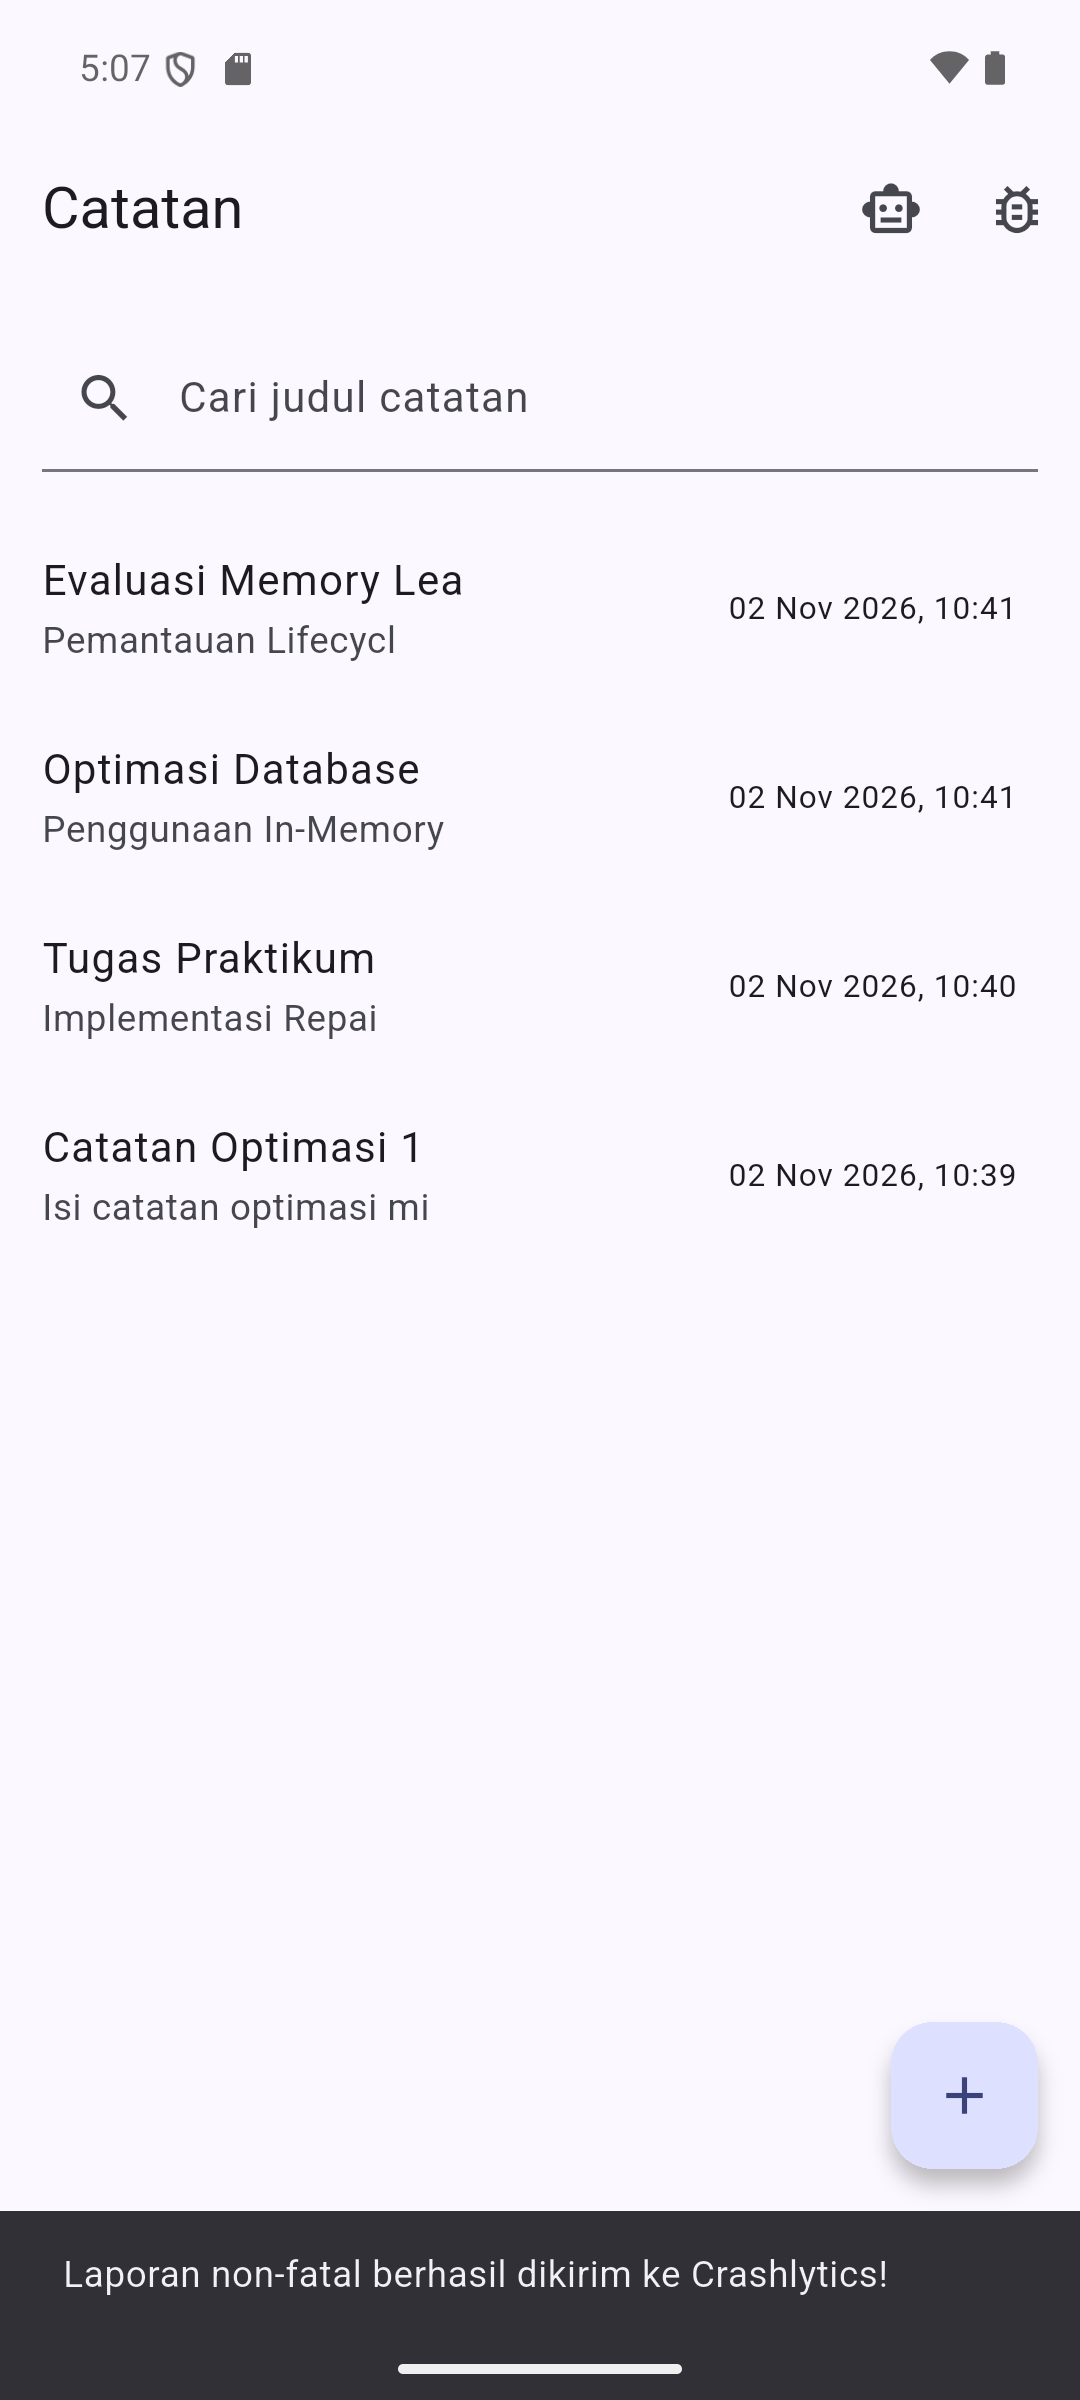 5:07
Catatan
Cari judul catatan
Evaluasi Memory Lea
Pemantauan Lifecycl
02 Nov 2026, 10:41
Optimasi Database
Penggunaan In-Memory
02 Nov 2026, 10:41
Tugas Praktikum
Implementasi Repai
02 Nov 2026, 10:40
Catatan Optimasi 1
Isi catatan optimasi mi
02 Nov 2026, 10:39
Laporan non-fatal berhasil dikirim ke Crashlytics!